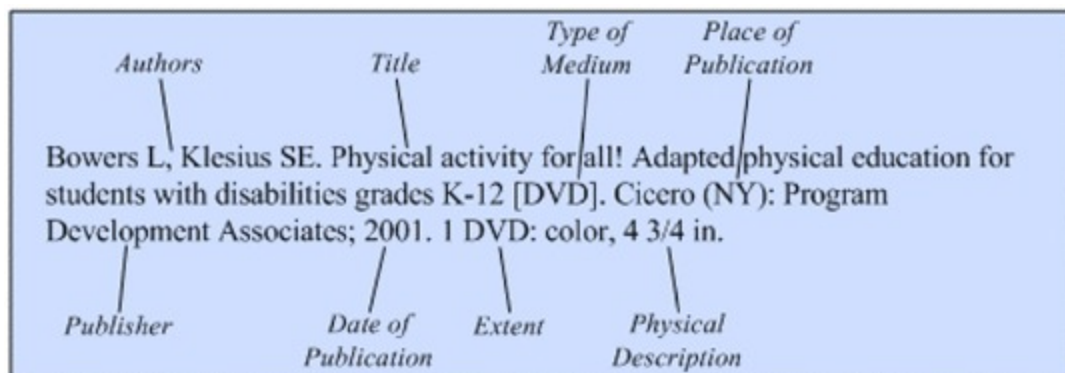 Authors Title Type of Medium Place of Publication
Bowers L, Klesius SE. Physical activity for all! Adapted physical education for
students with disabilities grades K-12 [DVD]. Cicero (NY): Program
Development Associates; 2001. 1 DVD: color, 4 3/4 in.
Publisher Date of Publication Extent Physical Description